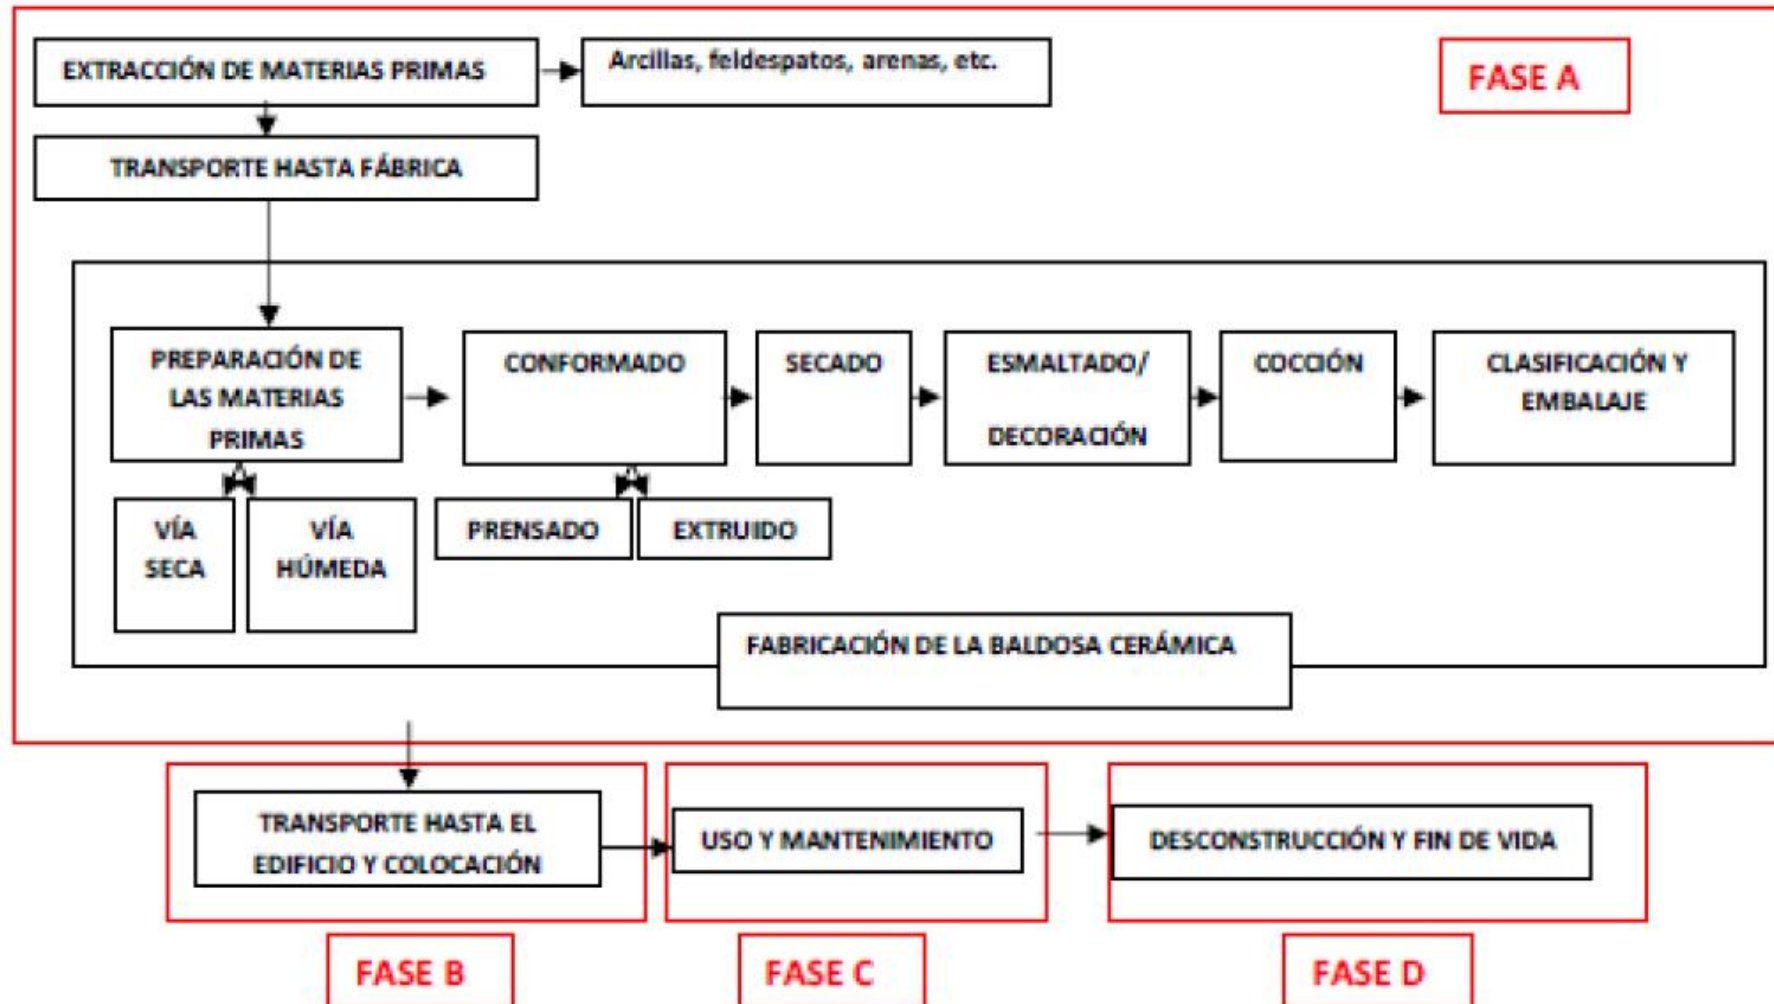 EXTRACCIÓN DE MATERIAS PRIMAS
Arcillas, feldespatos, arenas, etc.
FASE A
TRANSPORTE HASTA FÁBRICA
PREPARACIÓN DE
LAS MATERIAS
PRIMAS
CONFORMADO
SECADO
ESMALTADO/
DECORACIÓN
COCCIÓN
CLASIFICACIÓN Y
EMBALAJE
VÍA
SECA
VÍA
HÚMEDA
PRENSADO
EXTRUIDO
FABRICACIÓN DE LA BALDOSA CERÁMICA
TRANSPORTE HASTA EL
EDIFICIO Y COLOCACIÓN
USO Y MANTENIMIENTO
DESCONSTRUCCIÓN Y FIN DE VIDA
FASE B
FASE C
FASE D